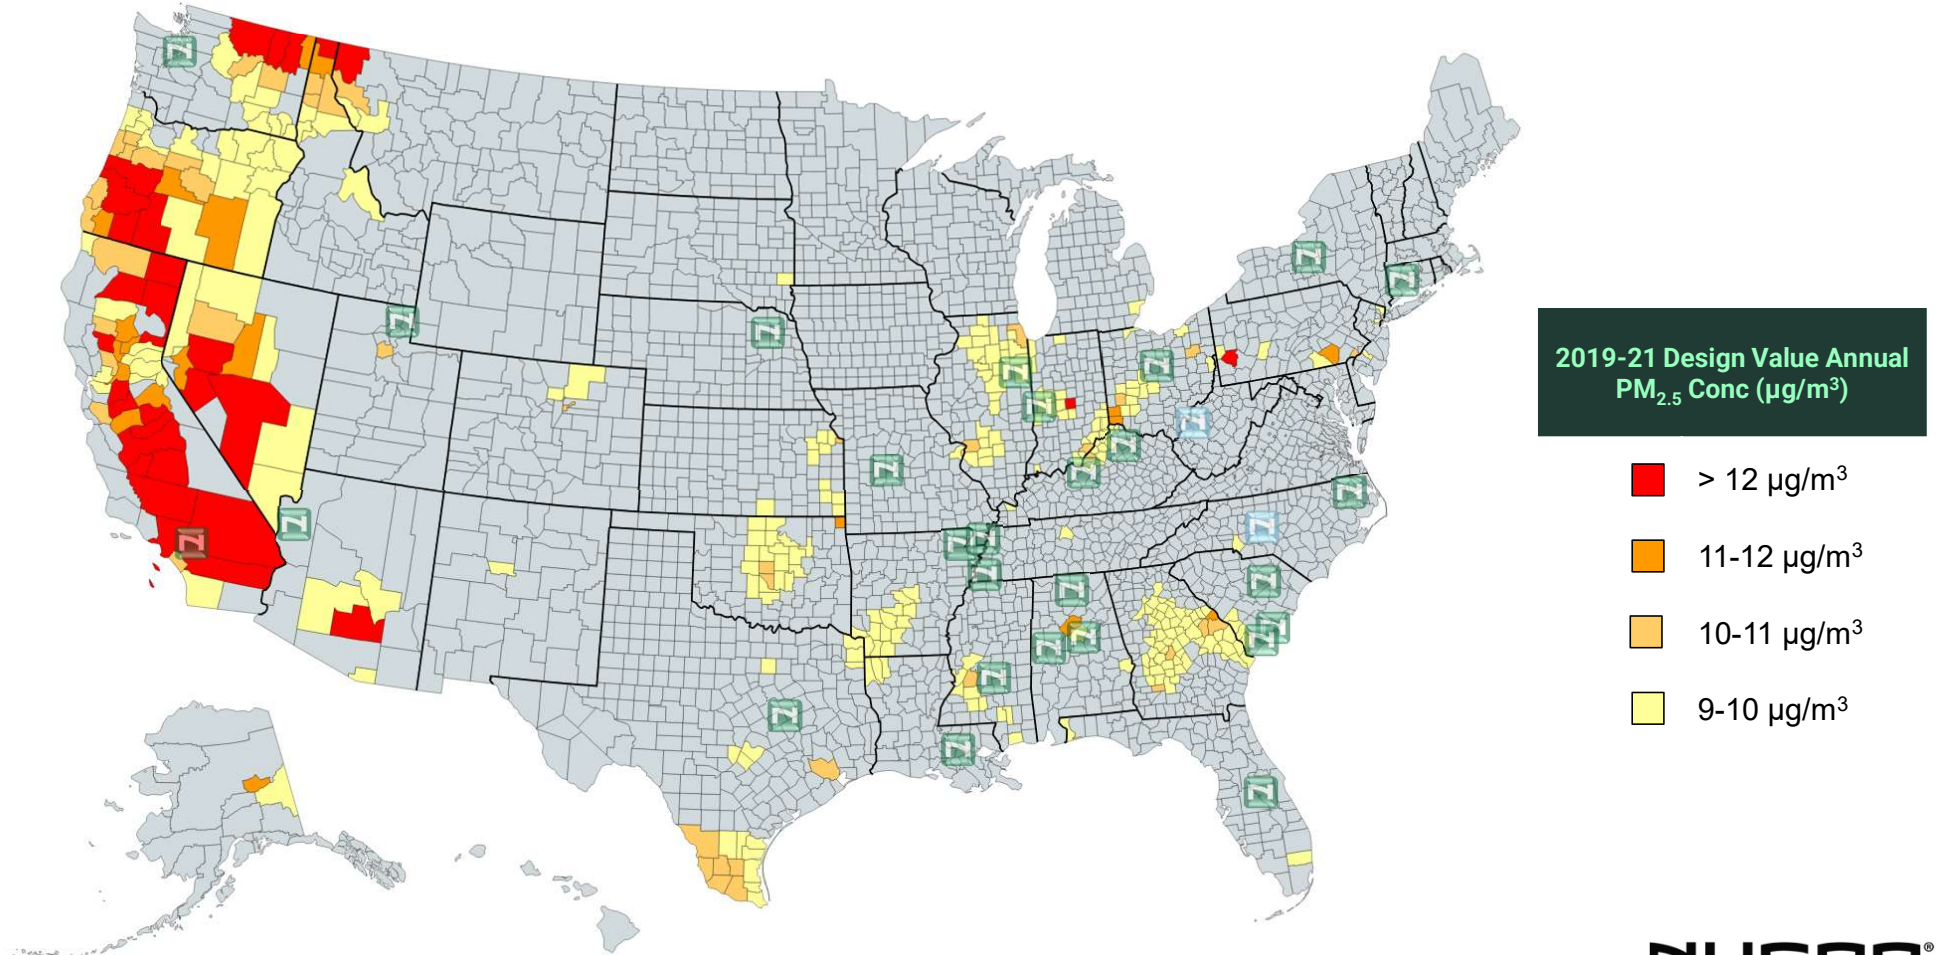 2019-21 Design Value Annual
PM2.5 Conc (µg/m³)
> 12 µg/m³
11-12 µg/m³
10-11 µg/m³
9-10 µg/m³